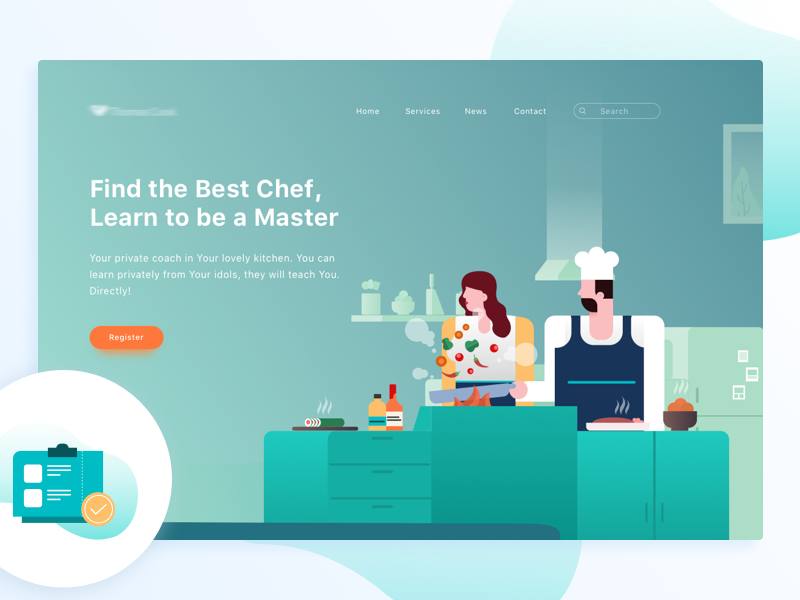 Home Services News Contact Search
Find the Best Chef,
Learn to be a Master
Your private coach in Your lovely kitchen. You can
learn privately from Your idols, they will teach You.
Directly!
Register